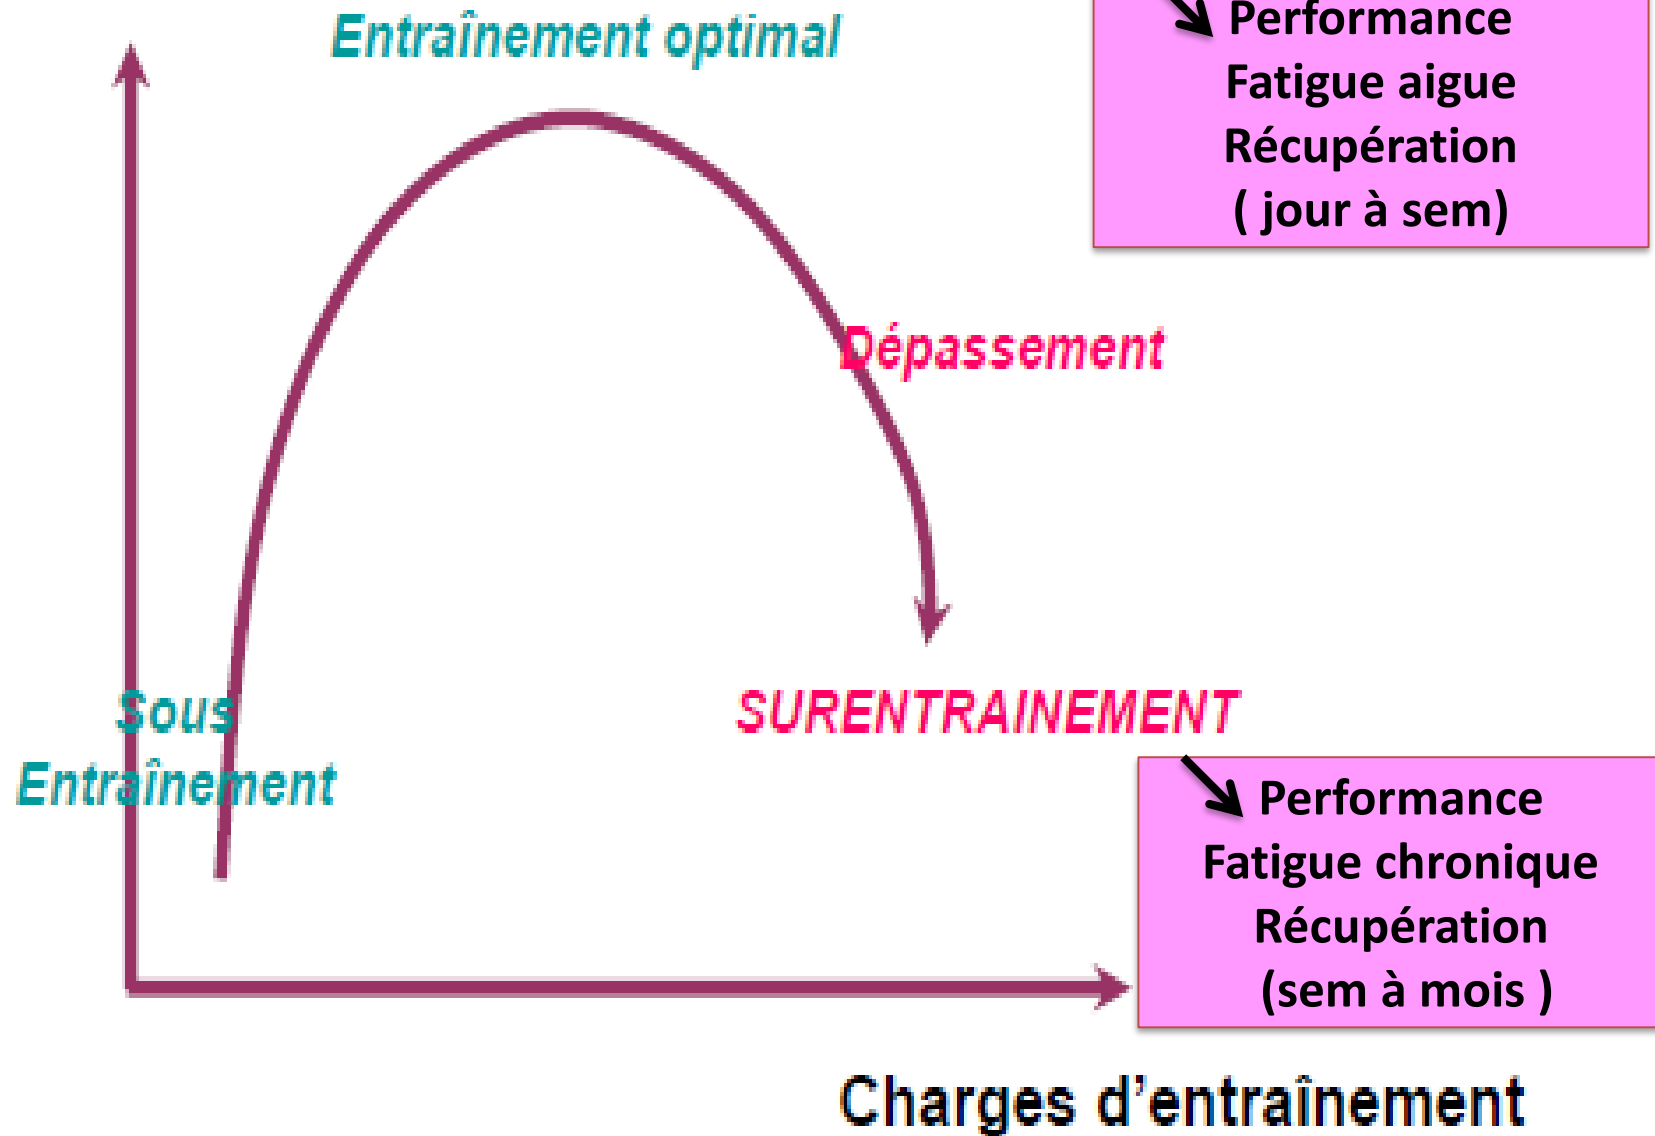 Entraînement optimal
Performance
Fatigue aigue
Récupération
( jour à sem)
Dépassement
Sous
Entraînement
SURENTRAINEMENT
Performance
Fatigue chronique
Récupération
(sem à mois )
Charges d’entraînement